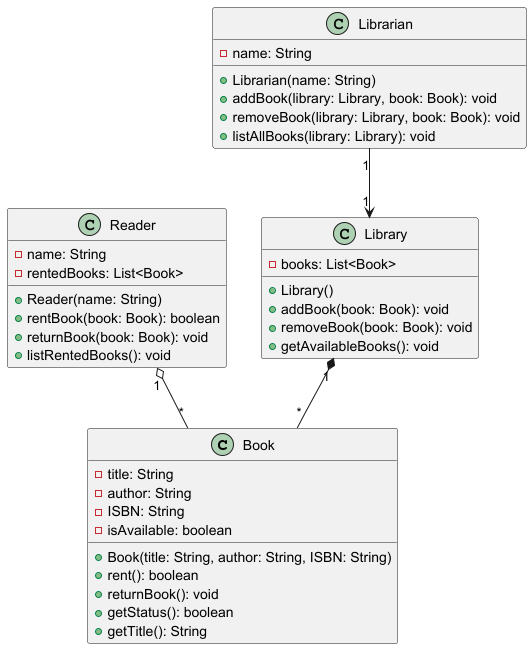 C Librarian
name: String
Librarian(name: String)
addBook(library: Library, book: Book): void
removeBook(library: Library, book: Book): void
listAllBooks(library: Library): void
1
1
C Reader
name: String
rentedBooks: List<Book>
Reader(name: String)
rentBook(book: Book): boolean
returnBook(book: Book): void
listRentedBooks(): void
C Library
books: List<Book>
Library()
addBook(book: Book): void
removeBook(book: Book): void
getAvailableBooks(): void
1
*
1
*
C Book
title: String
author: String
ISBN: String
isAvailable: boolean
Book(title: String, author: String, ISBN: String)
rent(): boolean
returnBook(): void
getStatus(): boolean
getTitle(): String